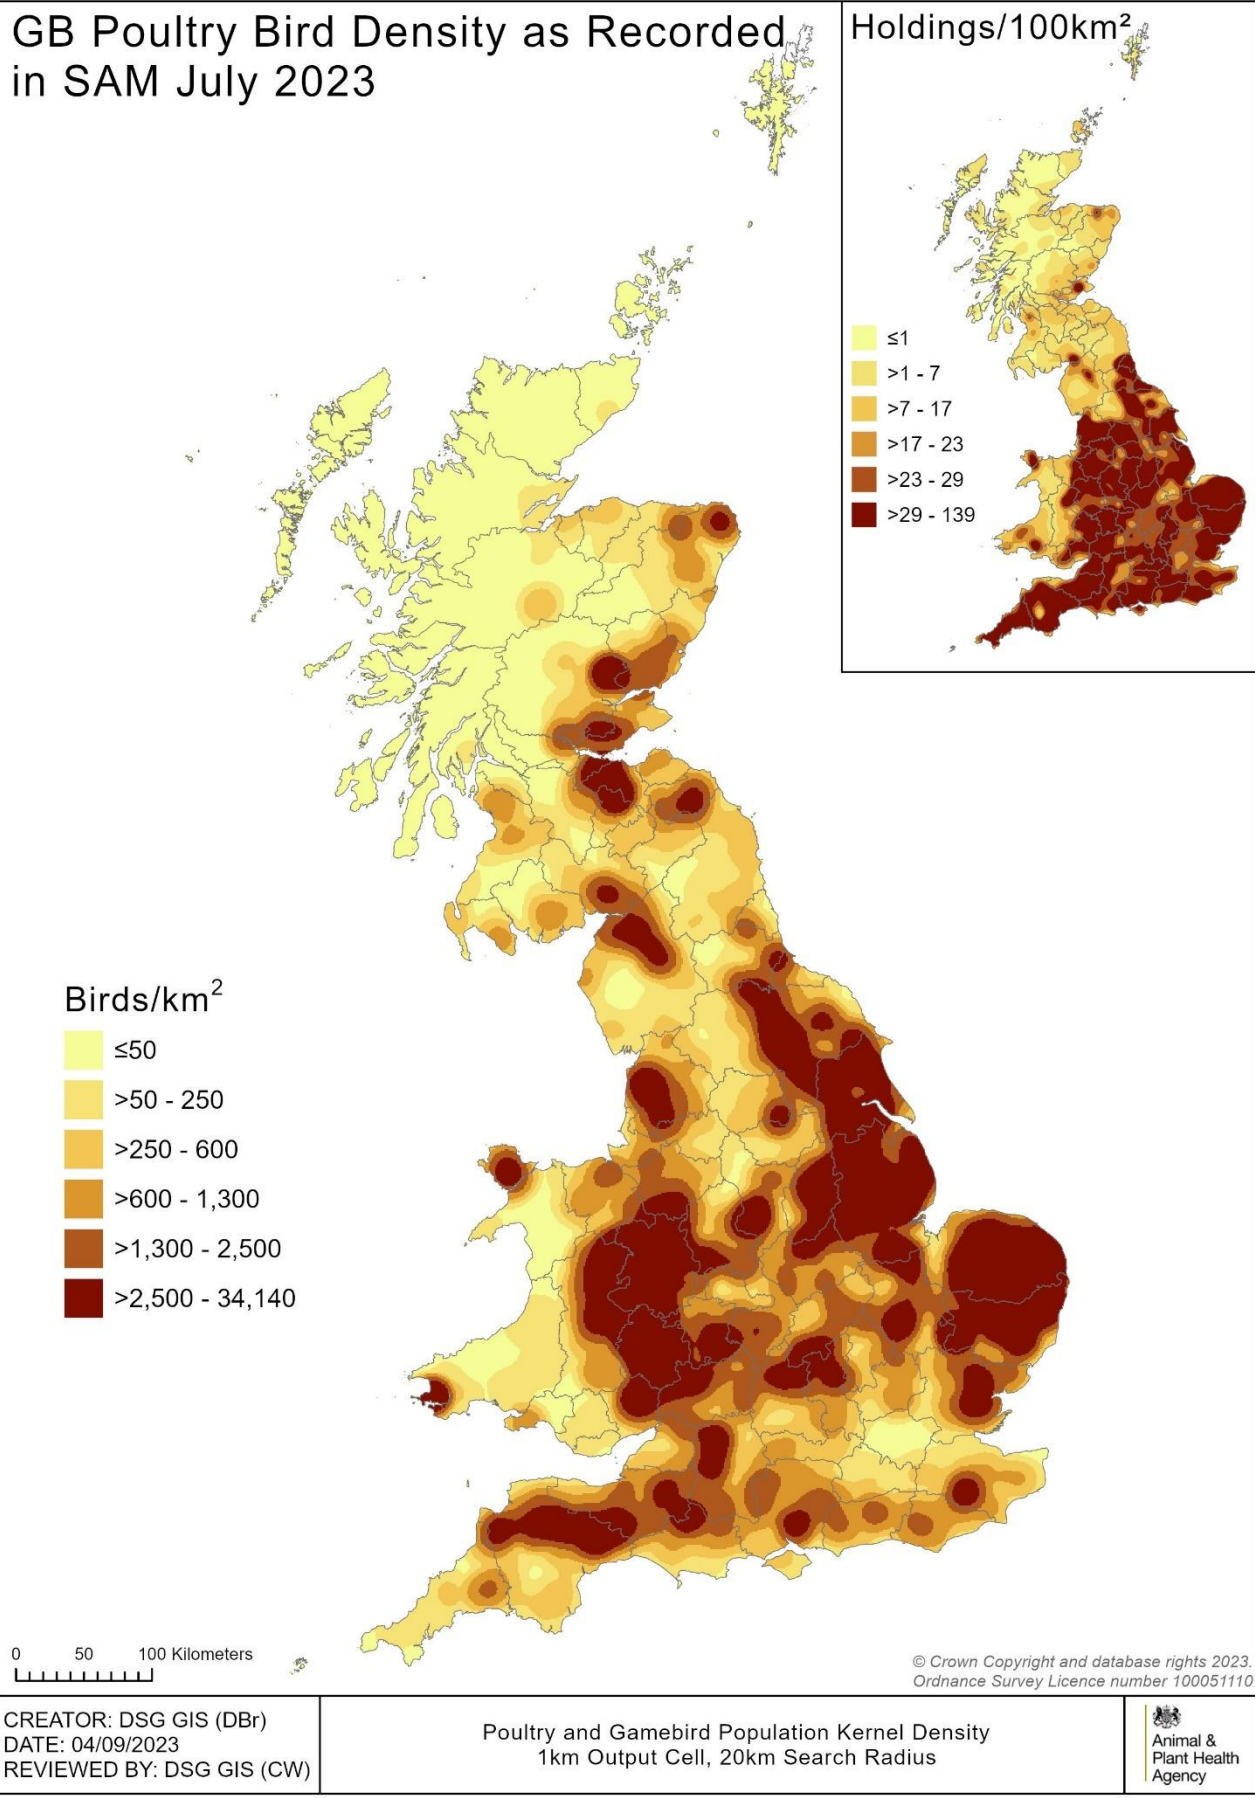 GB Poultry Bird Density as Recorded
in SAM July 2023
Holdings/100km²
≤1
>1 - 7
>7 - 17
>17 - 23
>23 - 29
>29 - 139
Birds/km²
≤50
>50 - 250
>250 - 600
>600 - 1,300
>1,300 - 2,500
>2,500 - 34,140
0 50 100 Kilometers
© Crown Copyright and database rights 2023.
Ordnance Survey Licence number 100051110
CREATOR: DSG GIS (DBr)
DATE: 04/09/2023
REVIEWED BY: DSG GIS (CW)
Poultry and Gamebird Population Kernel Density
1km Output Cell, 20km Search Radius
Animal &
Plant Health
Agency